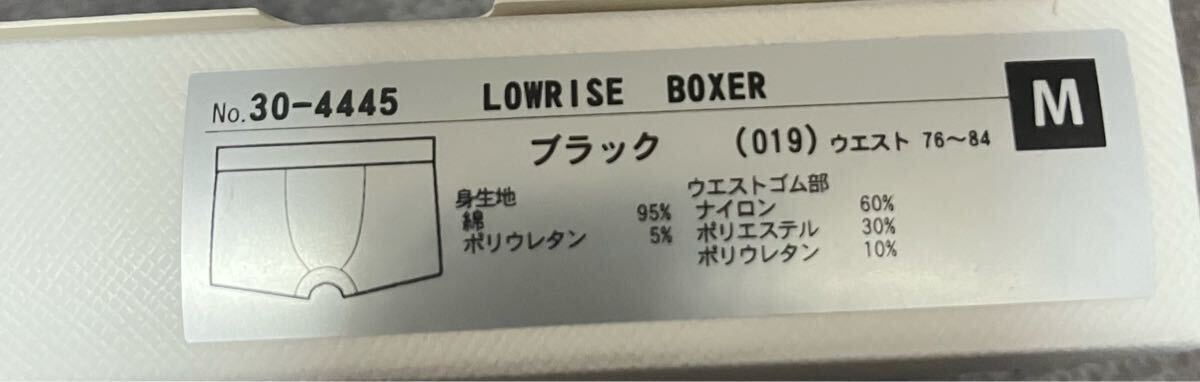 No.30-4445 LOWRISE BOXER
M
ブラック (019) ウエスト 76～84
身生地
綿 95%
ポリウレタン 5%
ウエストゴム部
ナイロン 60%
ポリエステル 30%
ポリウレタン 10%